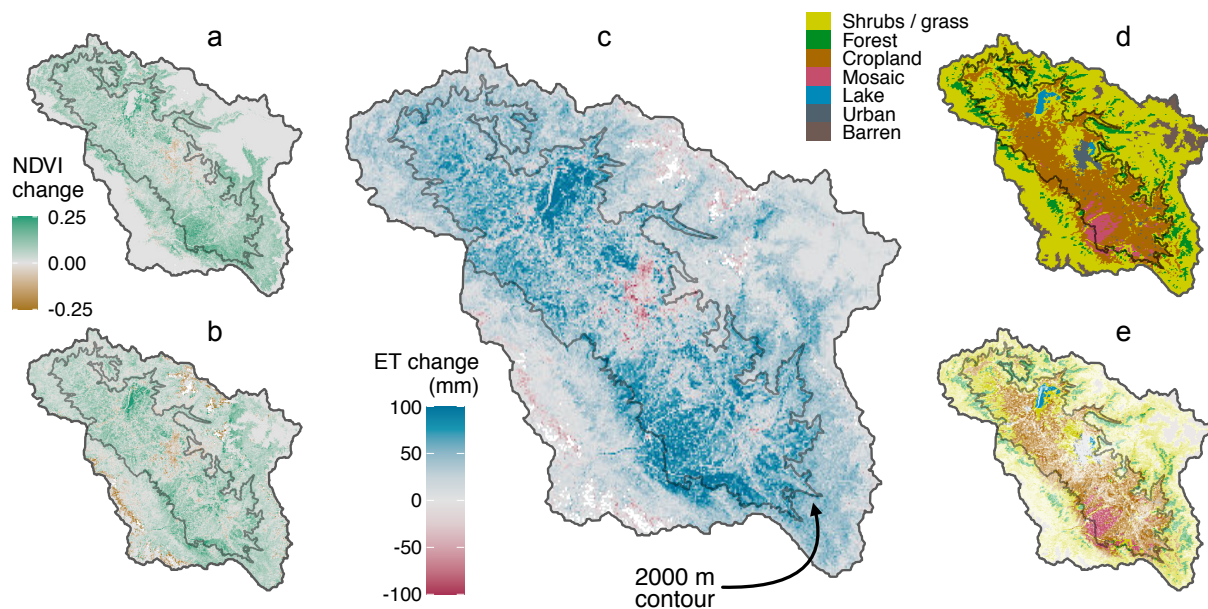 a
NDVI
change
0.25
0.00
-0.25
b
c
ET change
(mm)
100
50
0
-50
-100
2000 m
contour
Shrubs / grass
Forest
Cropland
Mosaic
Lake
Urban
Barren
d
e